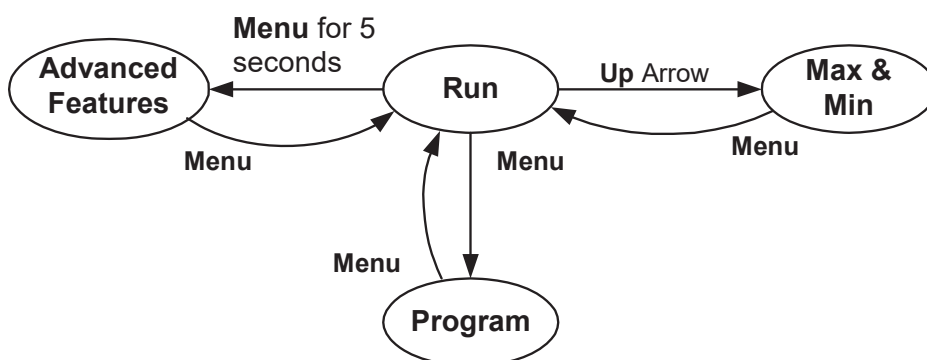 Menu for 5
seconds
Advanced
Features
Run
Up Arrow
Max &
Min
Menu
Menu
Menu
Menu
Program